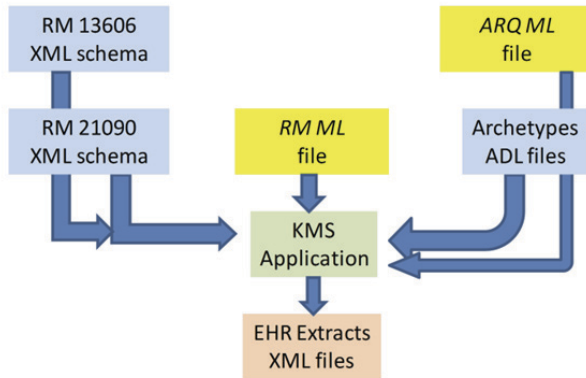 RM 13606
XML schema
ARQ ML
file
RM 21090
XML schema
RM ML
file
Archetypes
ADL files
KMS
Application
EHR Extracts
XML files